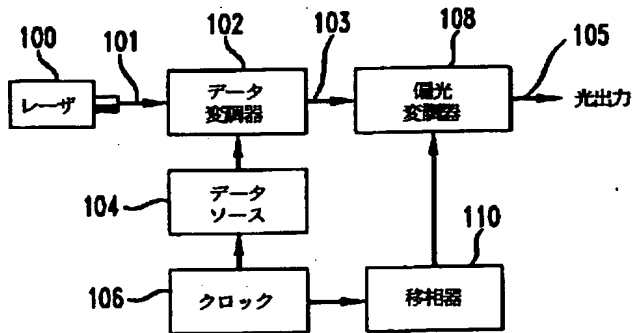 100
101
102
103
108
105
レーザ
データ
変調器
偏光
変調器
光出力
104
データ
ソース
110
106
クロック
移相器